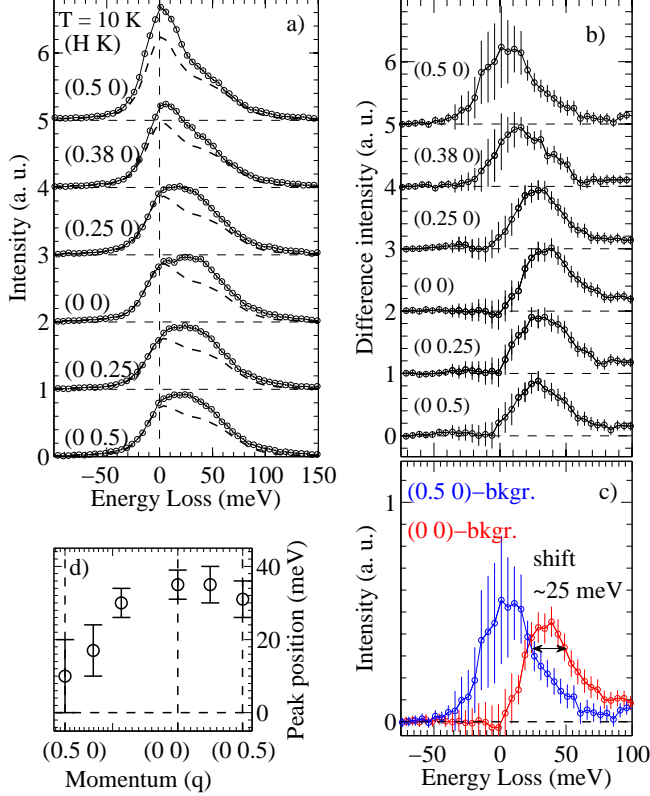 T = 10 K
(H K)
a)
(0.5 0)
(0.38 0)
(0.25 0)
(0 0)
(0 0.25)
(0 0.5)
6
5
4
3
2
1
0
Intensity (a. u.)
−50 0 50 100 150
Energy Loss (meV)
b)
(0.5 0)
(0.38 0)
(0.25 0)
(0 0)
(0 0.25)
(0 0.5)
6
5
4
3
2
1
0
Difference intensity (a. u.)
(0.5 0)−bkgr.
c)
(0 0)−bkgr.
shift
~25 meV
1
0
Intensity (a. u.)
−50 0 50 100
Energy Loss (meV)
d)
40
20
0
Peak position (meV)
(0.5 0) (0 0) (0 0.5)
Momentum (q)